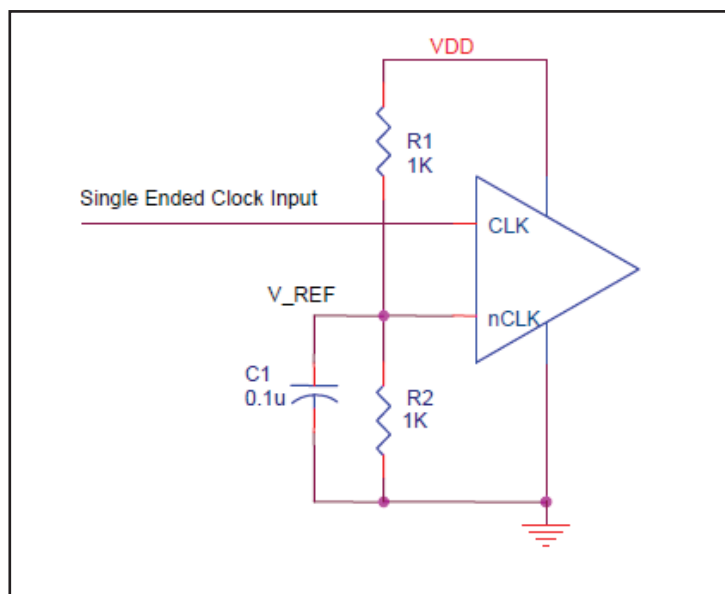 VDD
R1
1K
Single Ended Clock Input
CLK
V_REF
nCLK
C1
0.1u
R2
1K